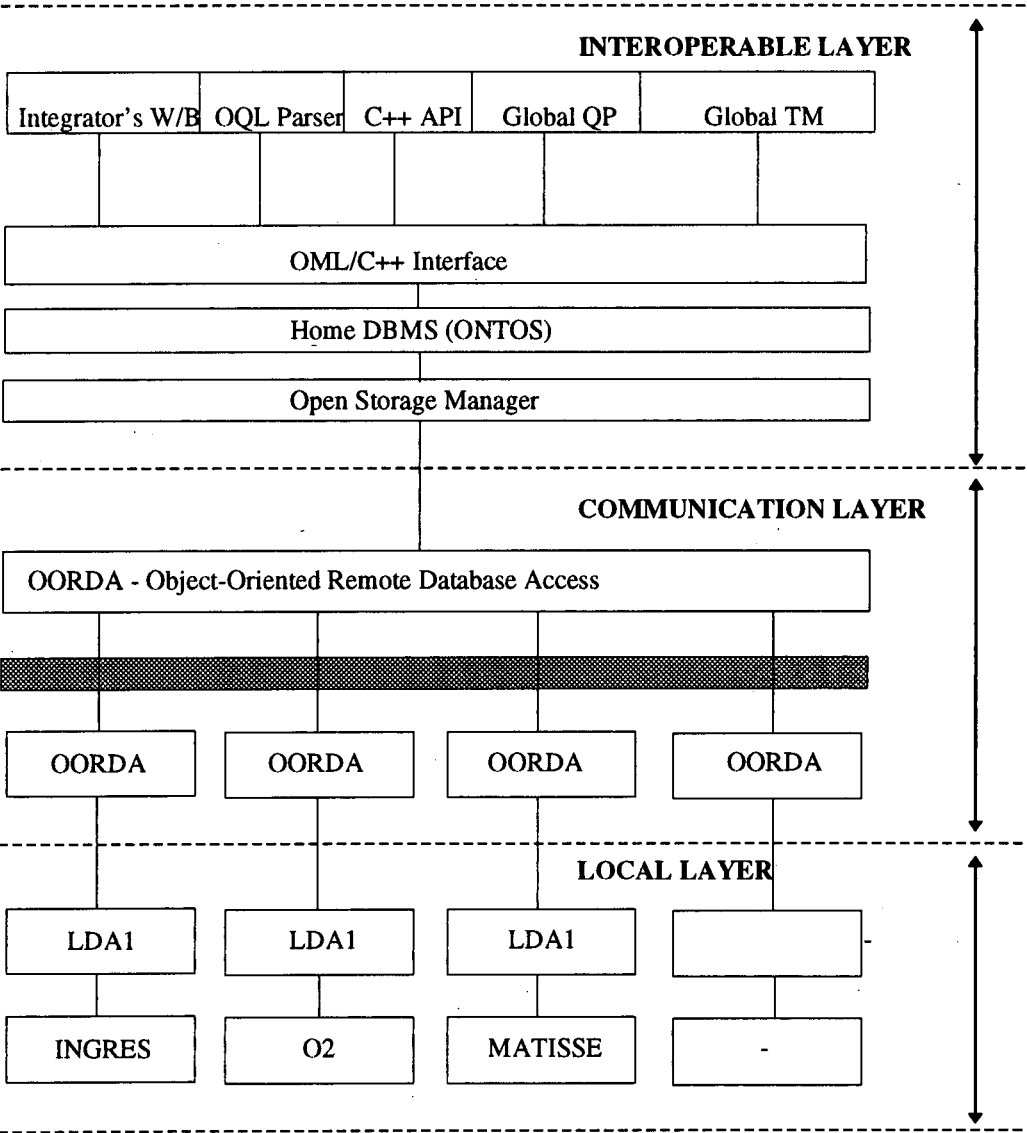 INTEROPERABLE LAYER
Integrator's W/B OQL Parser C++ API Global QP Global TM
OML/C++ Interface
Home DBMS (ONTOS)
Open Storage Manager
COMMUNICATION LAYER
OORDA - Object-Oriented Remote Database Access
OORDA OORDA OORDA OORDA
LOCAL LAYER
LDA1 LDA1 LDA1 -
INGRES O2 MATISSE -